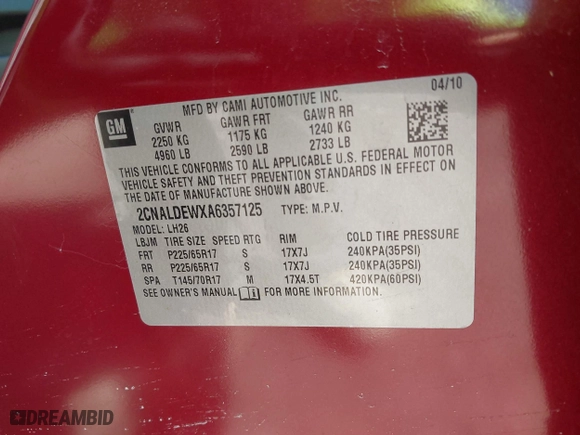 GM
MFD BY CAMI AUTOMOTIVE INC. 04/10
GVWR GAWR FRT GAWR RR
2250 KG 1175 KG 1240 KG
4960 LB 2590 LB 2733 LB
THIS VEHICLE CONFORMS TO ALL APPLICABLE U.S. FEDERAL MOTOR
VEHICLE SAFETY AND THEFT PREVENTION STANDARDS IN EFFECT ON
THE DATE OF MANUFACTURE SHOWN ABOVE.
2CNALDEWXA6357125 TYPE: M.P.V.
MODEL: LH26
LBJM TIRE SIZE SPEED RTG RIM COLD TIRE PRESSURE
FRT P225/65R17 S 17X7J 240KPA(35PSI)
RR P225/65R17 S 17X7J 240KPA(35PSI)
SPA T145/70R17 M 17X4.5T 420KPA(60PSI)
SEE OWNER'S MANUAL FOR MORE INFORMATION.
DREAMBID